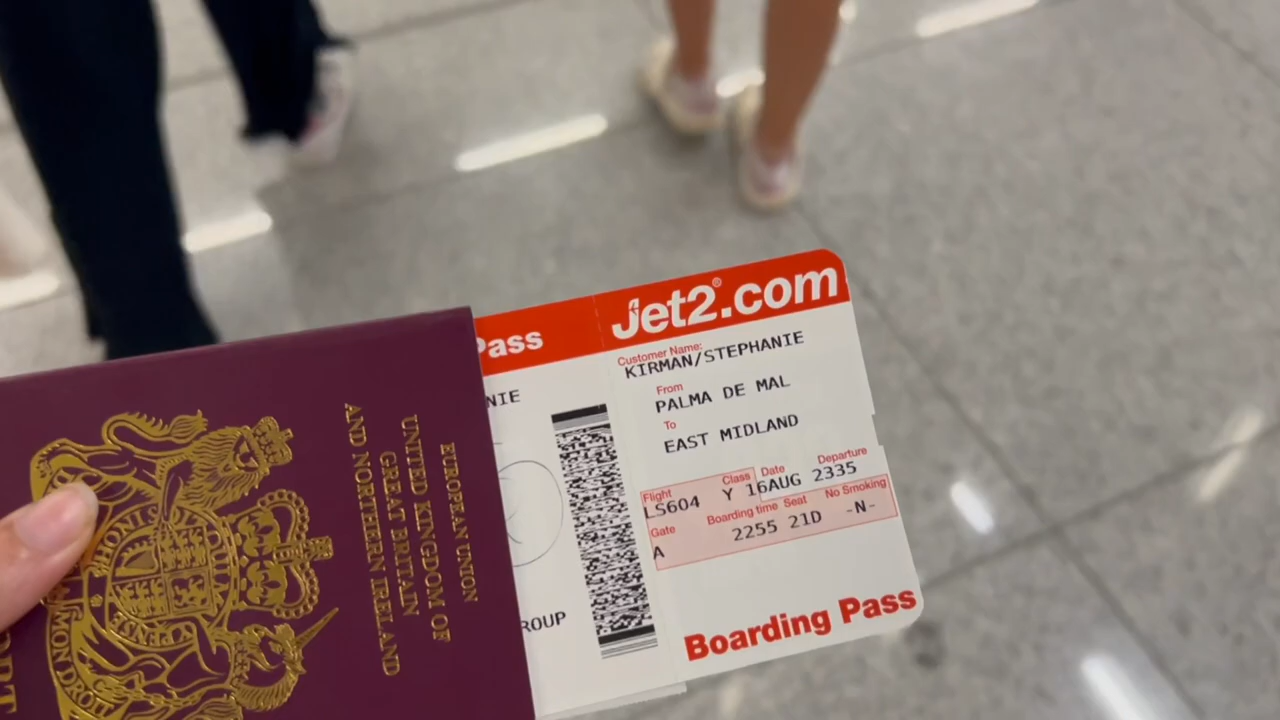 EUROPEAN UNION
UNITED KINGDOM OF
GREAT BRITAIN
AND NORTHERN IRELAND
Pass
Jet2.com
Customer Name:
KIRMAN/STEPHANIE
From
PALMA DE MAL
To
EAST MIDLAND
Flight Class Date Departure
LS604 Y 16AUG 2335
Gate Boarding time Seat No Smoking
A 2255 21D -N-
Boarding Pass